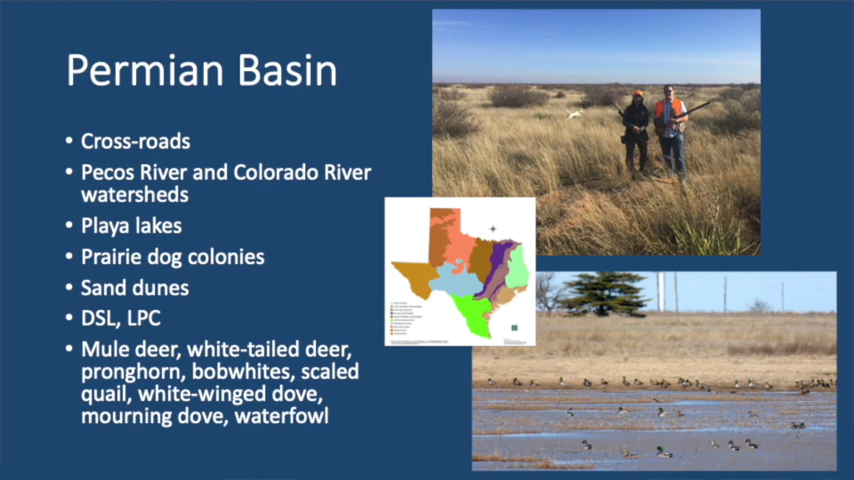 Permian Basin
• Cross-roads
• Pecos River and Colorado River
watersheds
• Playa lakes
• Prairie dog colonies
• Sand dunes
• DSL, LPC
• Mule deer, white-tailed deer,
pronghorn, bobwhites, scaled
quail, white-winged dove,
mourning dove, waterfowl